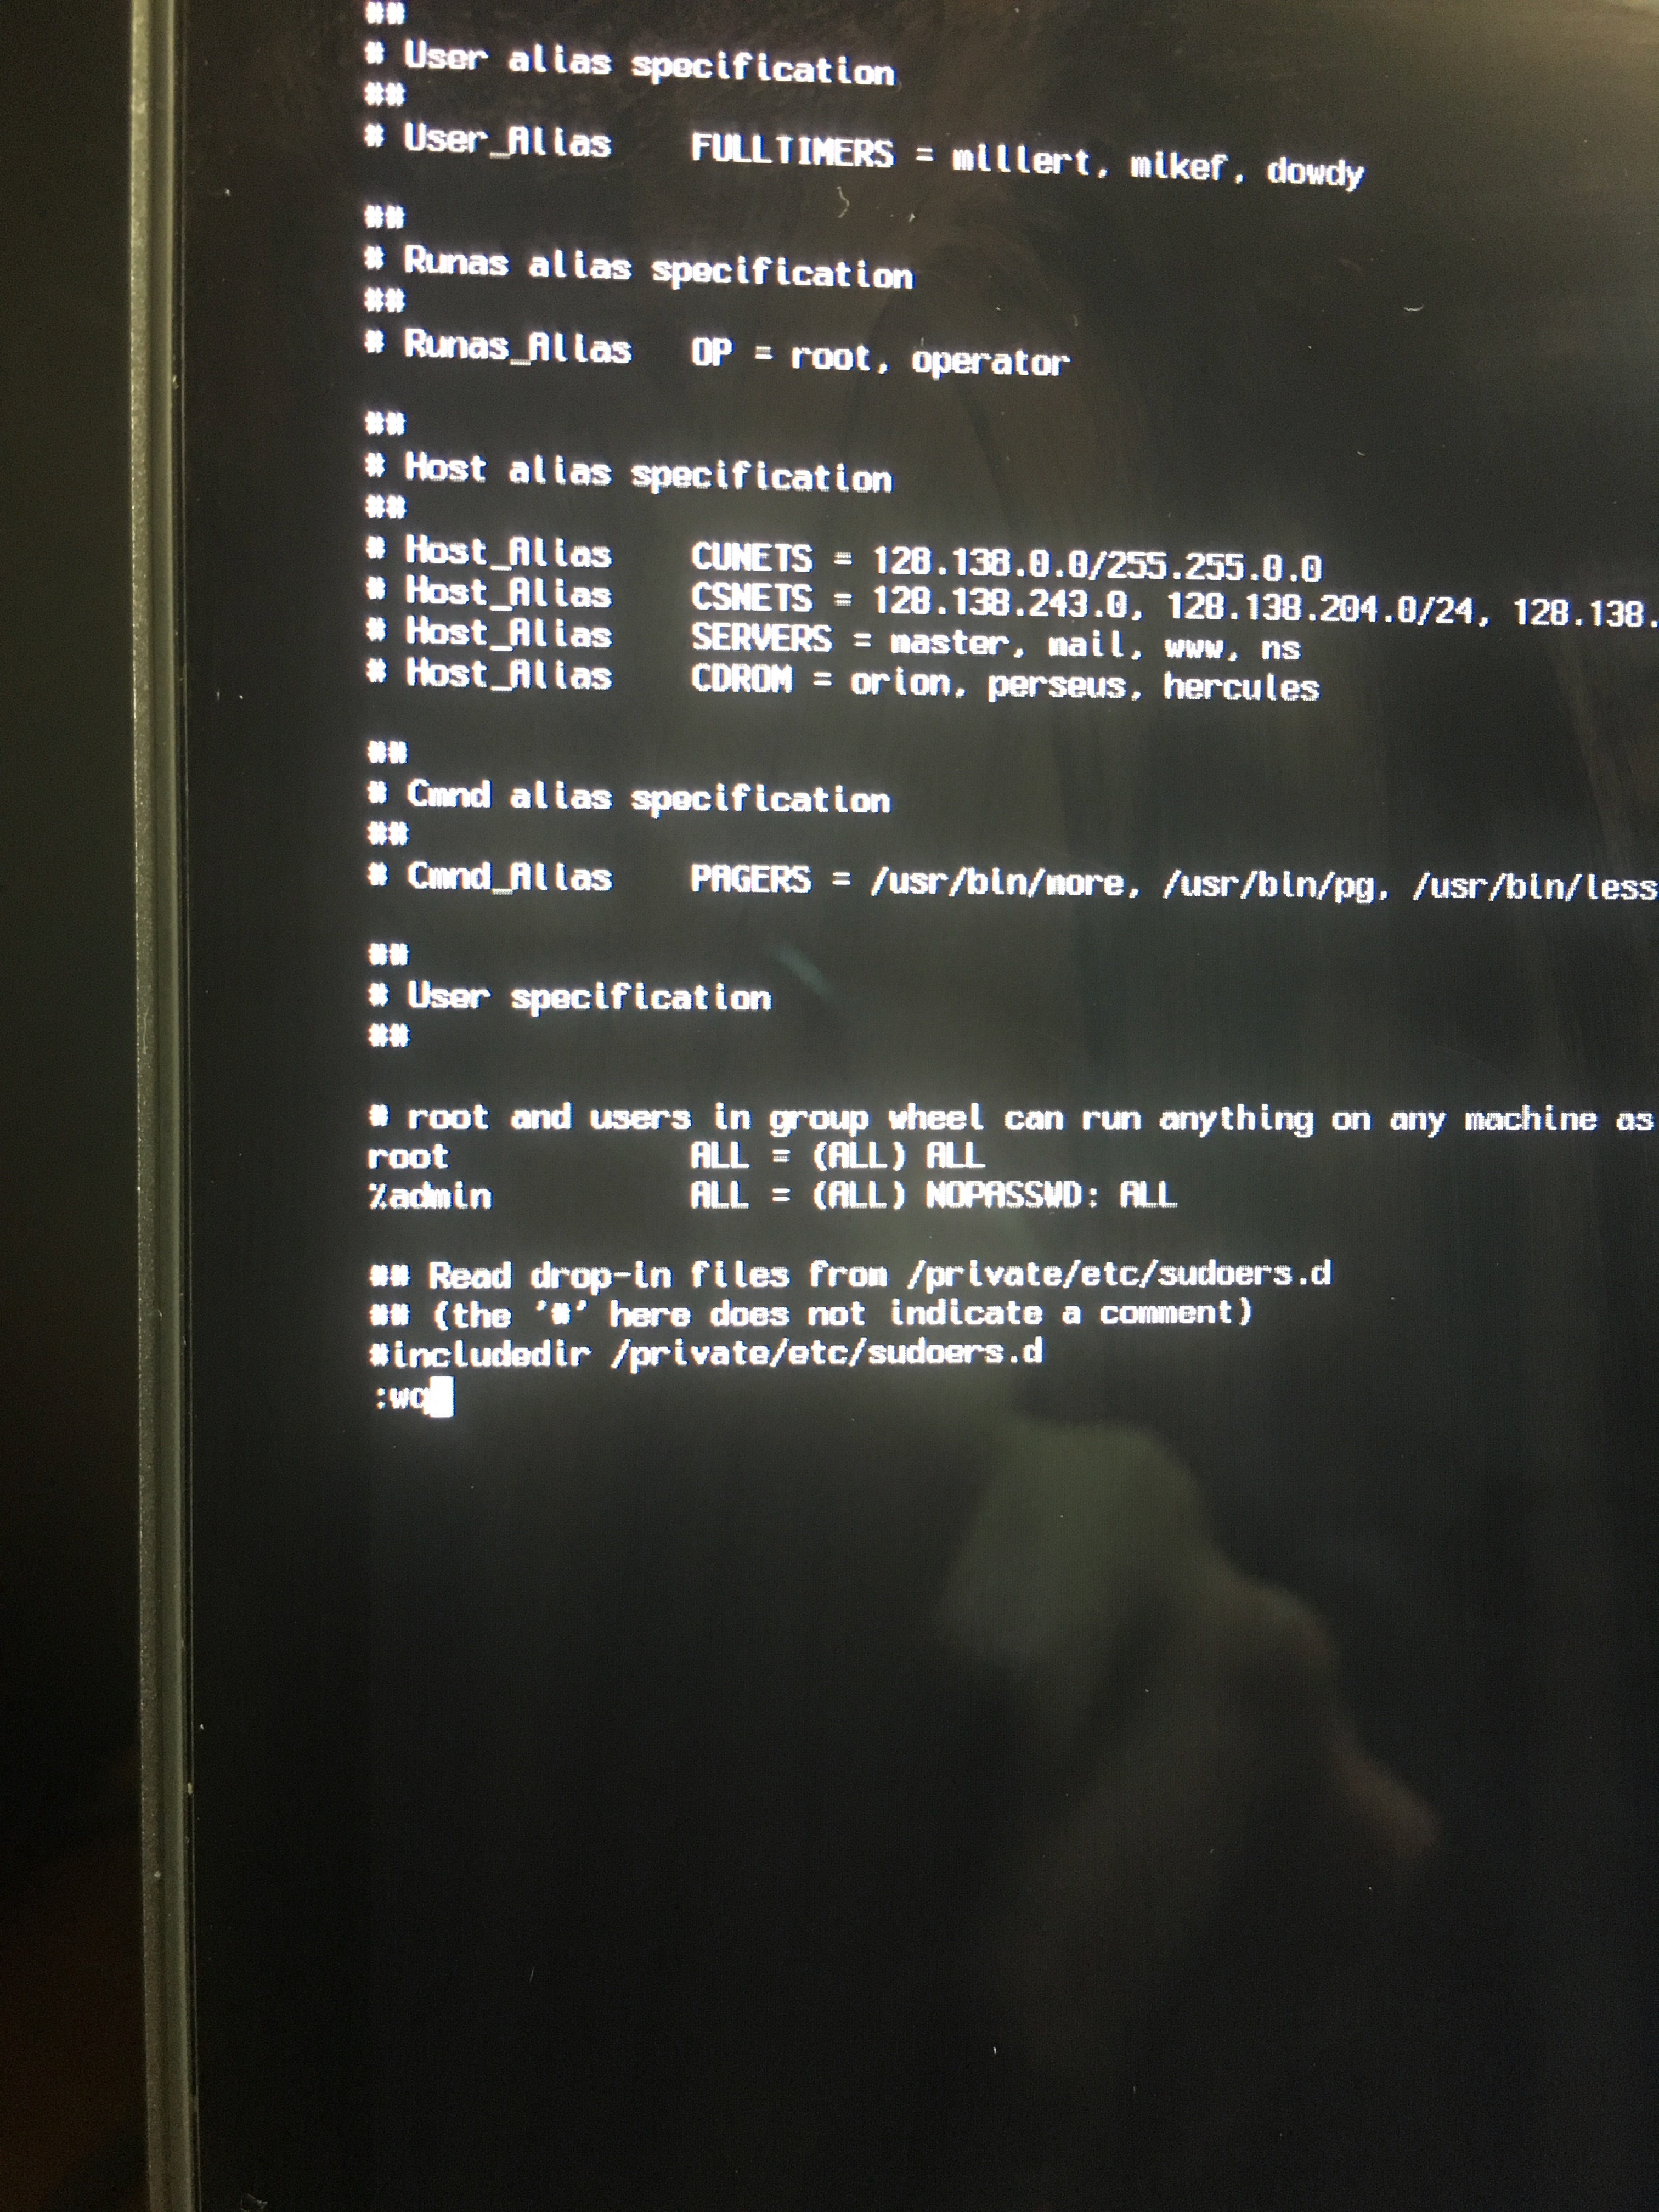 ##
# User alias specification
##
# User_Alias    FULLTIMERS = millert, mikef, dowdy
##
# Runas alias specification
##
# Runas_Alias   OP = root, operator
##
# Host alias specification
##
# Host_Alias    CUNETS = 128.138.0.0/255.255.0.0
# Host_Alias    CSNETS = 128.138.243.0, 128.138.204.0/24, 128.138.
# Host_Alias    SERVERS = master, mail, www, ns
# Host_Alias    CDROM = orion, perseus, hercules
##
# Cmnd alias specification
##
# Cmnd_Alias    PAGERS = /usr/bin/more, /usr/bin/pg, /usr/bin/less
##
# User specification
##
# root and users in group wheel can run anything on any machine as
root            ALL = (ALL) ALL
%admin          ALL = (ALL) NOPASSWD: ALL
## Read drop-in files from /private/etc/sudoers.d
## (the '#' here does not indicate a comment)
#includedir /private/etc/sudoers.d
:wq